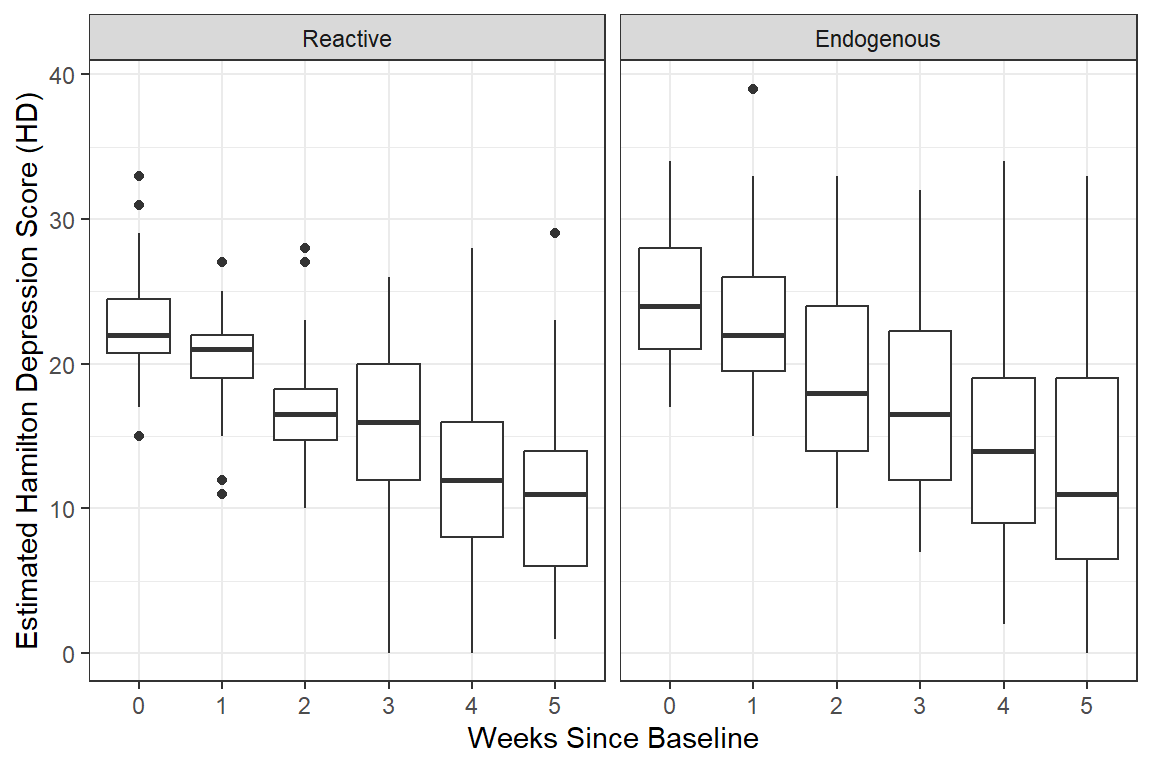 Reactive
Endogenous
Estimated Hamilton Depression Score (HD)
40
30
20
10
0
0 1 2 3 4 5
0 1 2 3 4 5
Weeks Since Baseline